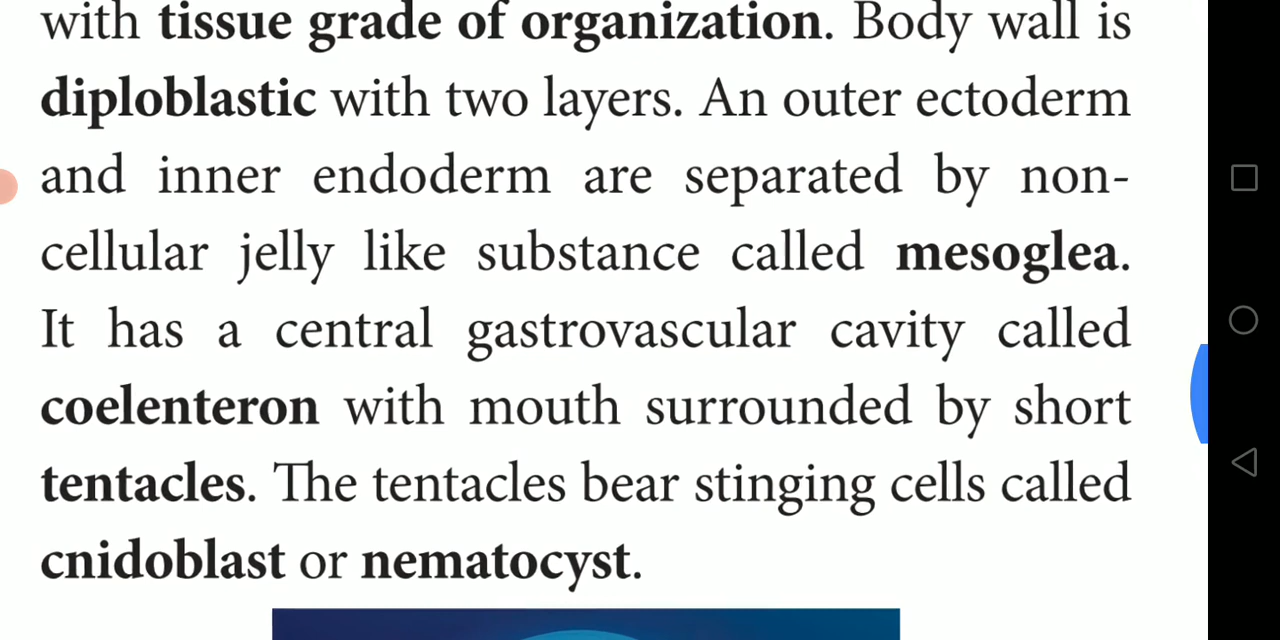 with tissue grade of organization. Body wall is
diploblastic with two layers. An outer ectoderm
and inner endoderm are separated by non-
cellular jelly like substance called mesoglea.
It has a central gastrovascular cavity called
coelenteron with mouth surrounded by short
tentacles. The tentacles bear stinging cells called
cnidoblast or nematocyst.